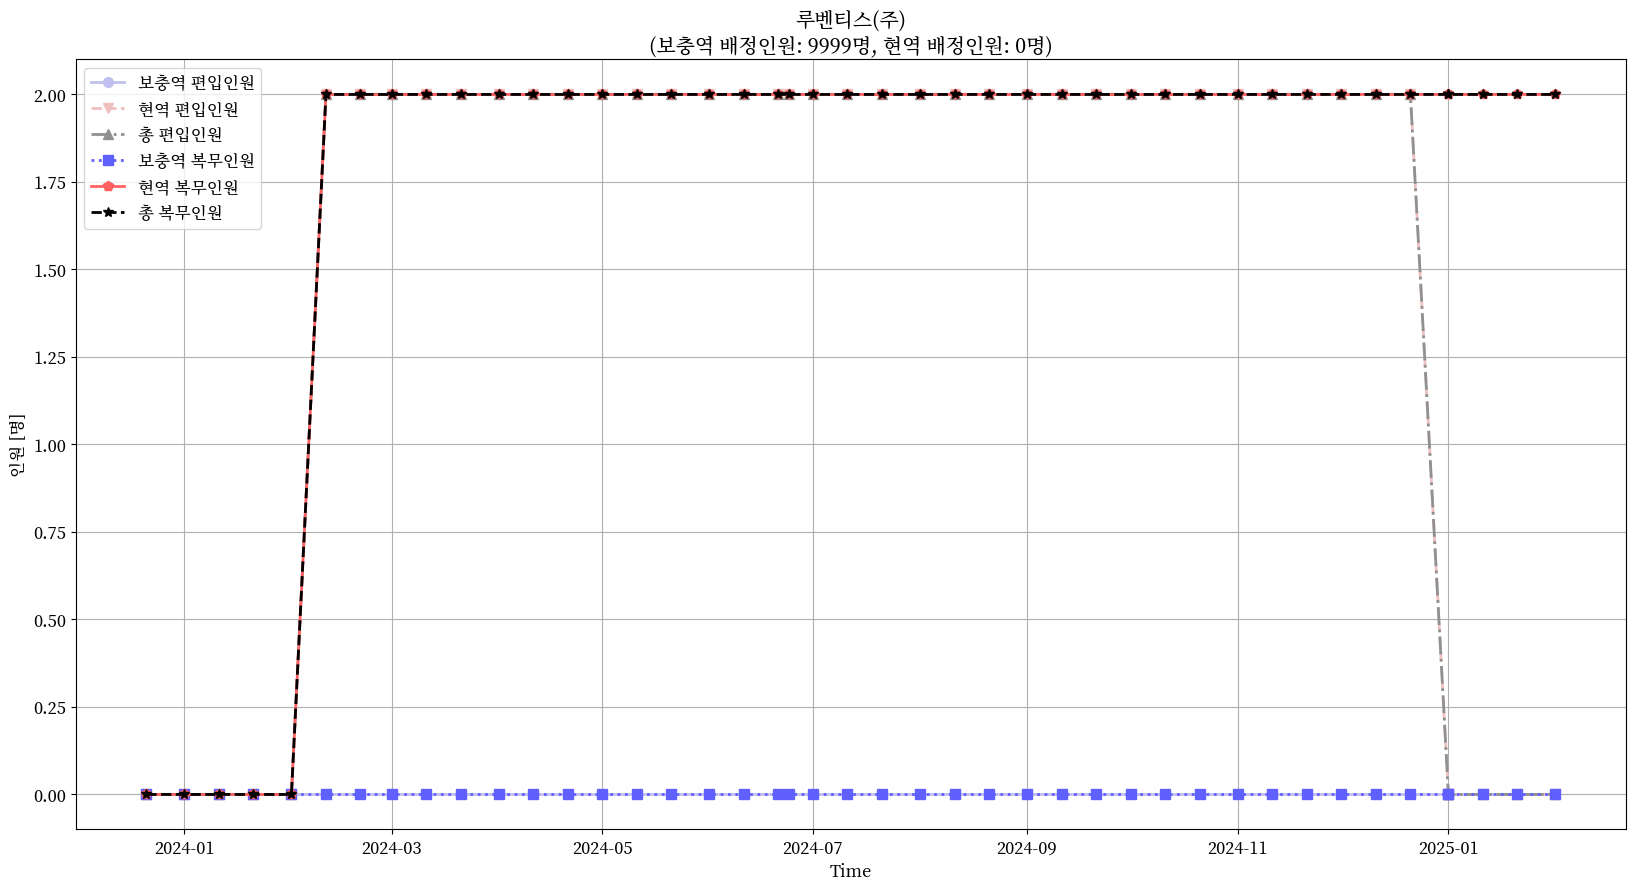 루벤티스(주)
(보충역 배정인원: 9999명, 현역 배정인원: 0명)
보충역 편입인원
현역 편입인원
총 편입인원
보충역 복무인원
현역 복무인원
총 복무인원
2.00
1.75
1.50
1.25
1.00
0.75
0.50
0.25
0.00
인원 [명]
2024-01
2024-03
2024-05
2024-07
2024-09
2024-11
2025-01
Time